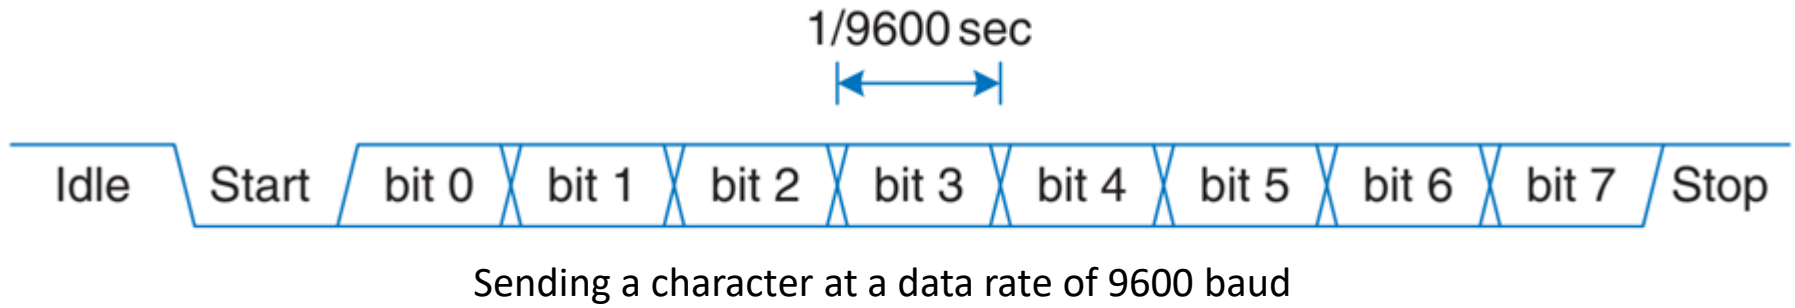 1/9600 sec
Idle Start bit 0 bit 1 bit 2 bit 3 bit 4 bit 5 bit 6 bit 7 Stop
Sending a character at a data rate of 9600 baud